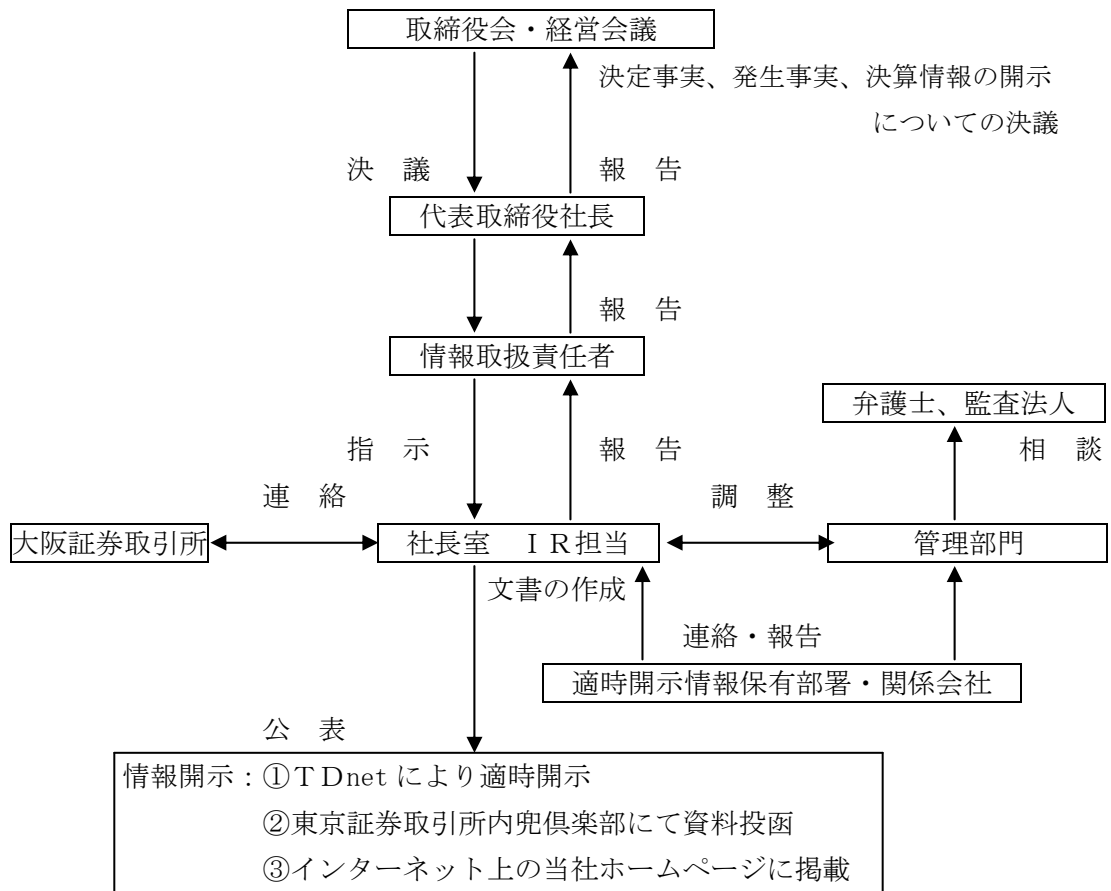 取締役会・経営会議
決定事実、発生事実、決算情報の開示
についての決議
決　議
報　告
代表取締役社長
報　告
情報取扱責任者
弁護士、監査法人
指　示
報　告
相　談
連　絡
調　整
大阪証券取引所
社長室　ＩＲ担当
管理部門
文書の作成
連絡・報告
適時開示情報保有部署・関係会社
公　表
情報開示：①ＴＤnetにより適時開示
②東京証券取引所内兜倶楽部にて資料投函
③インターネット上の当社ホームページに掲載